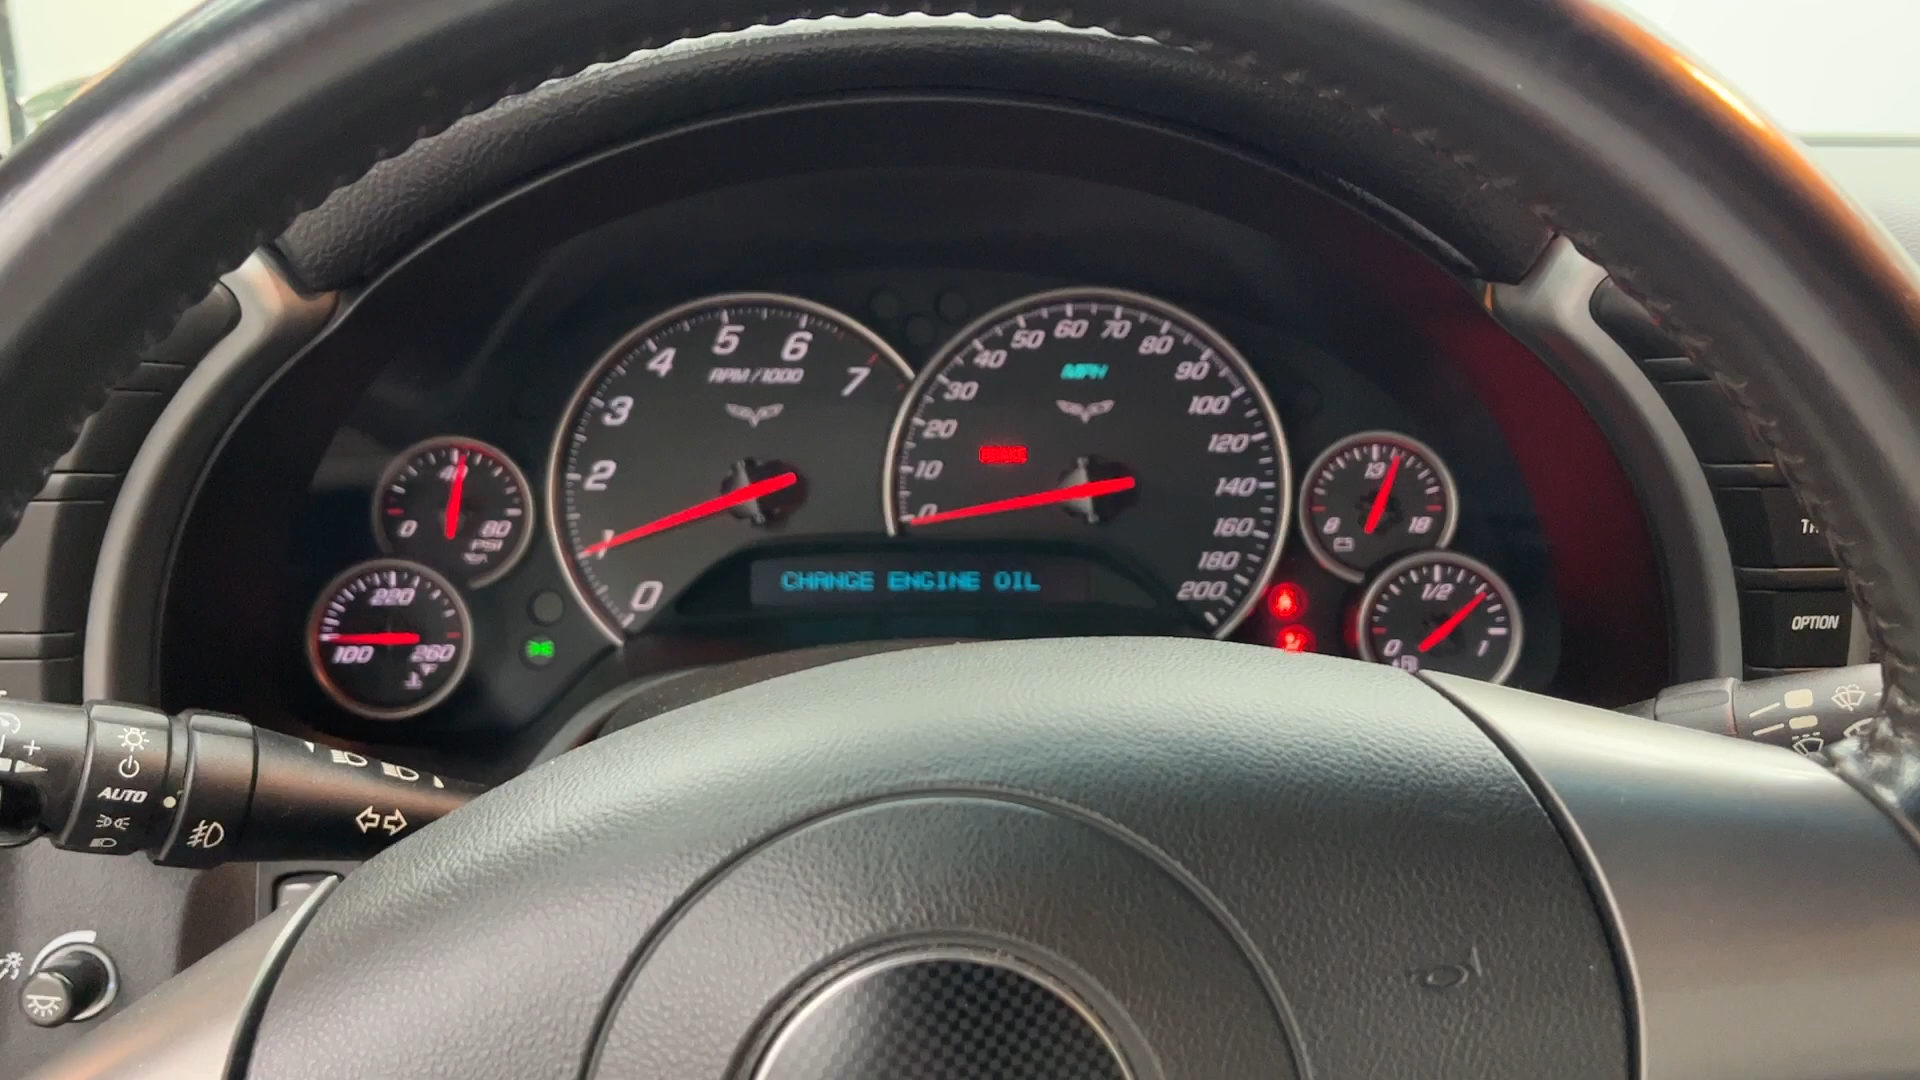 5 6
4 7
RPM/1000
3
2
1
0
60 70
50 80
40 90
MPH
30 100
20 120
BRAKE
10 140
0 160
180
200
CHANGE ENGINE OIL
40
0 80
PSI
220
100 260
°F
13
8 18
1/2
0 1
AUTO
OPTION